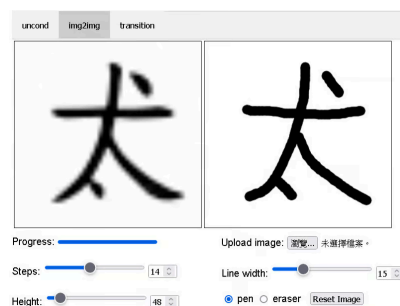 uncond img2img transition
Progress:
Steps: 14
Height: 48
Upload image: 瀏覽... 未選擇檔案。
Line width: 15
pen eraser Reset Image